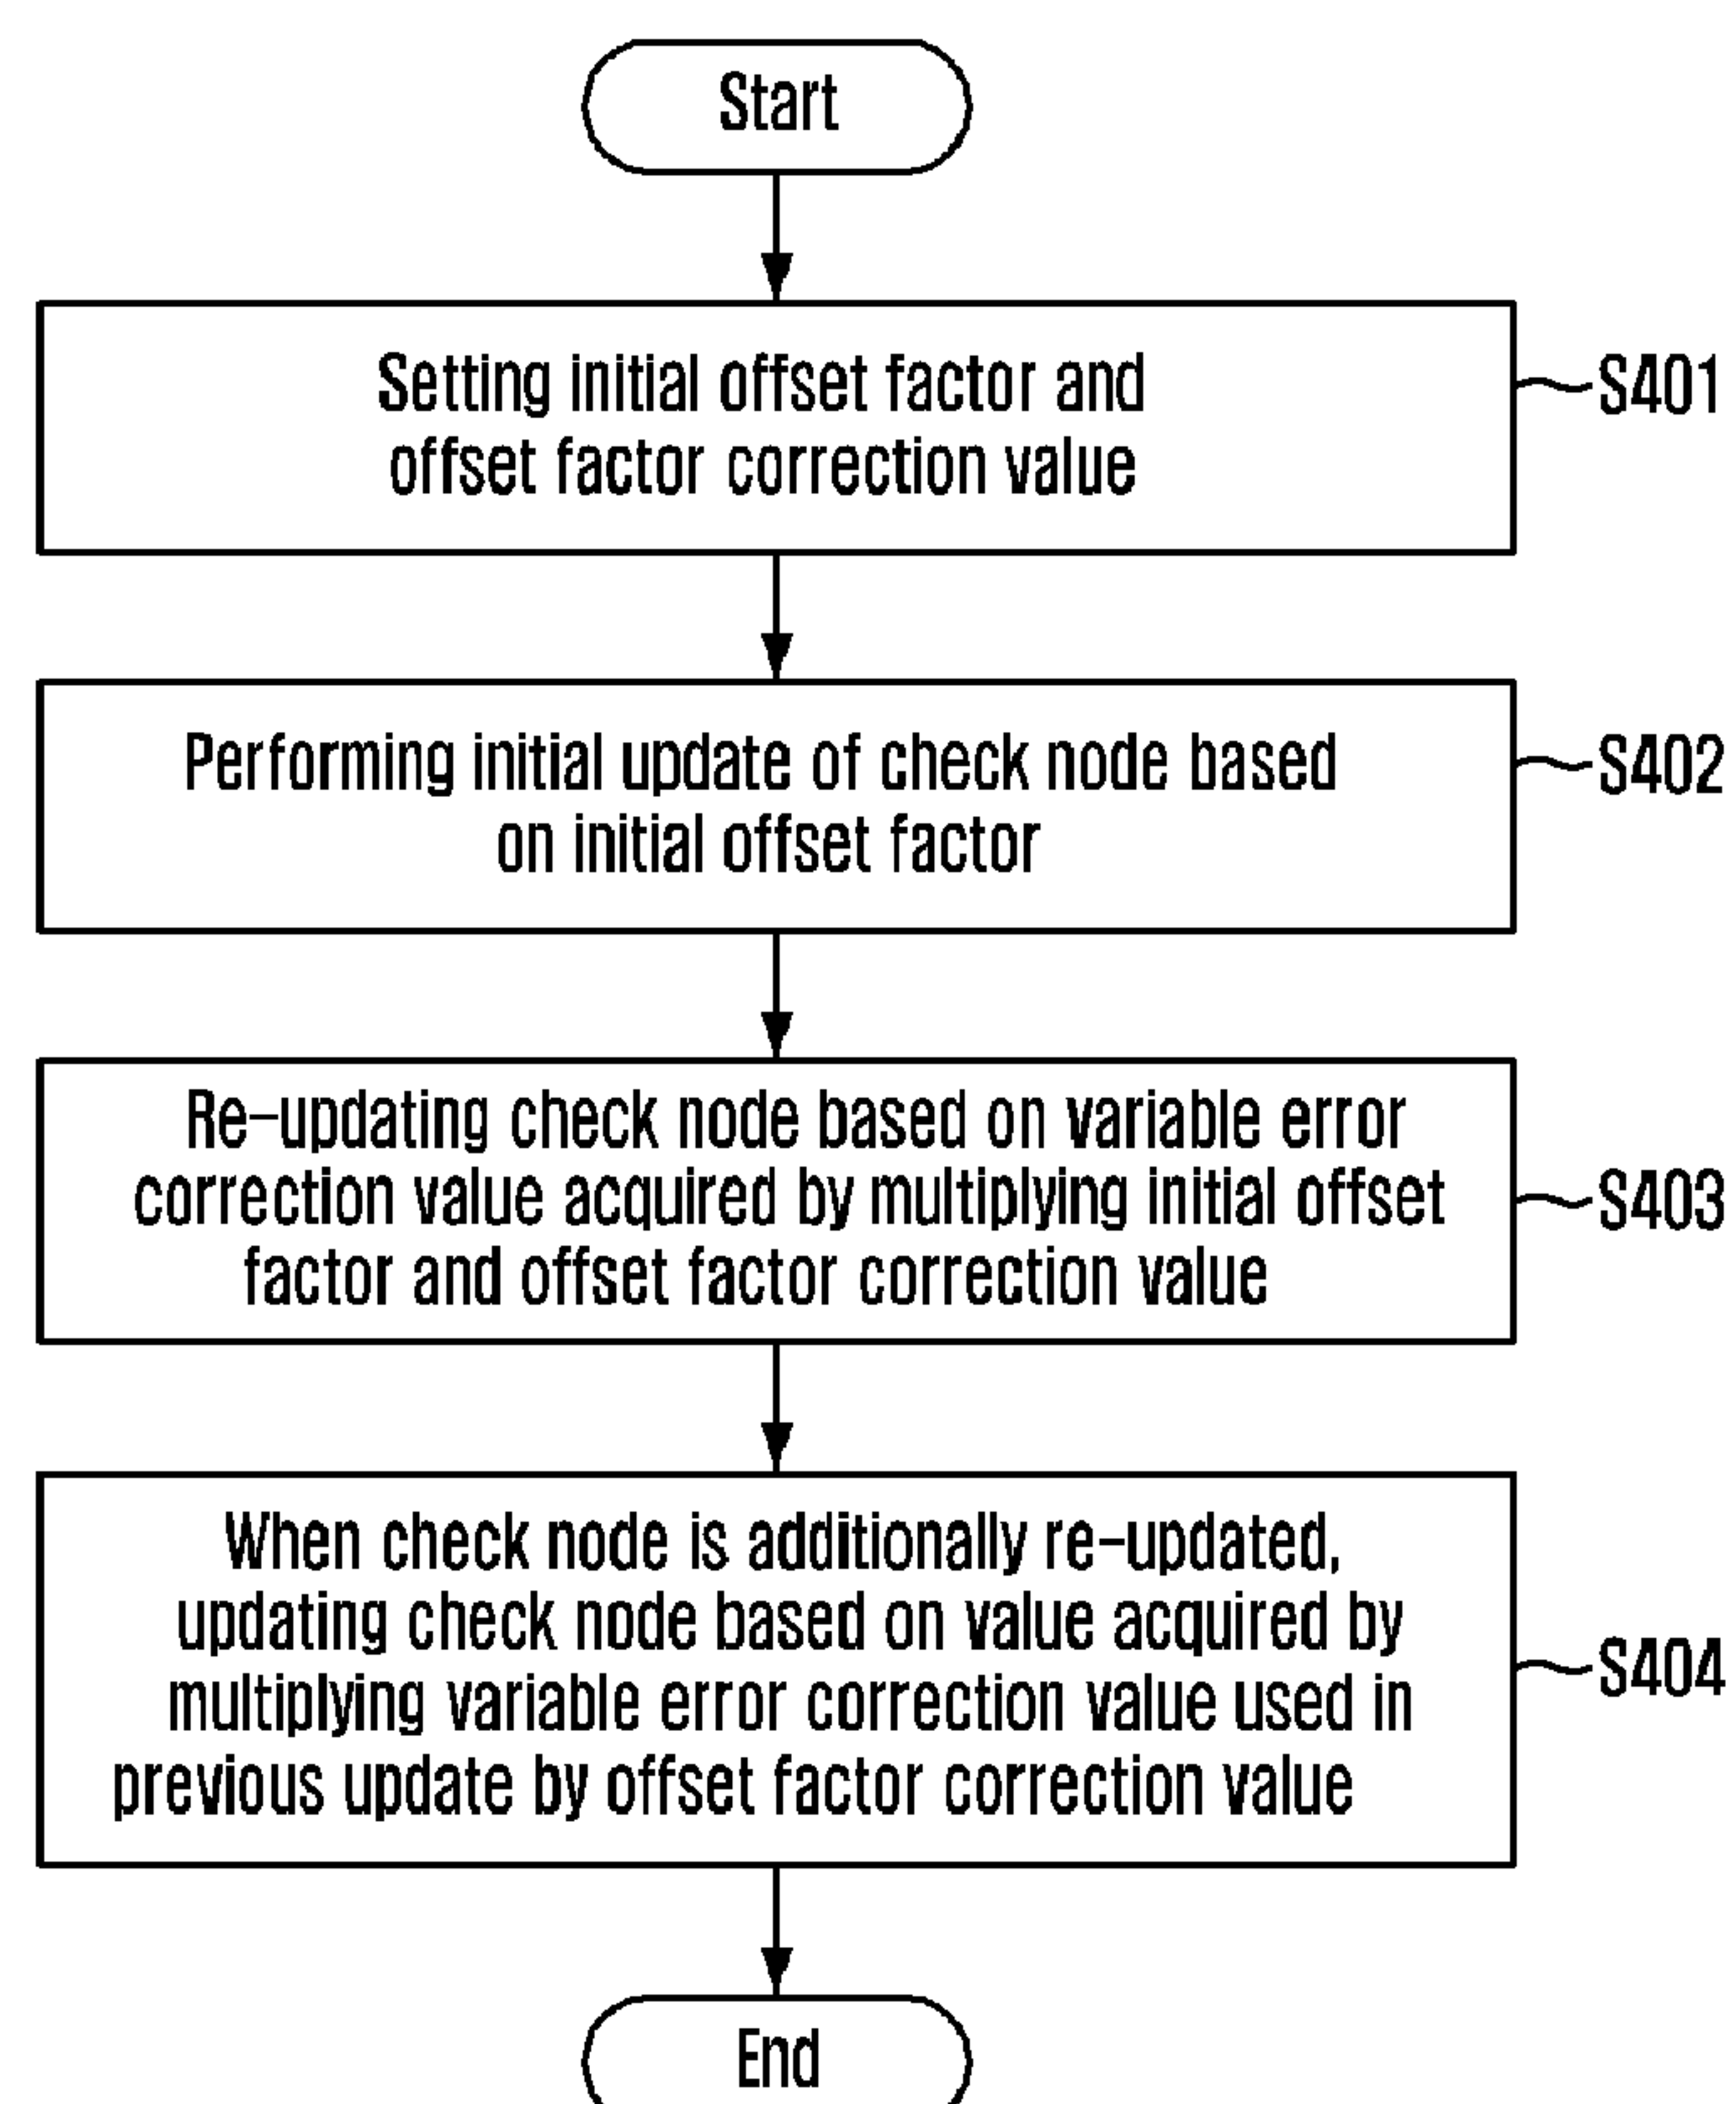 Start
Setting initial offset factor and
offset factor correction value
S401
Performing initial update of check node based
on initial offset factor
S402
Re-updating check node based on variable error
correction value acquired by multiplying initial offset
factor and offset factor correction value
S403
When check node is additionally re-updated,
updating check node based on value acquired by
multiplying variable error correction value used in
previous update by offset factor correction value
S404
End